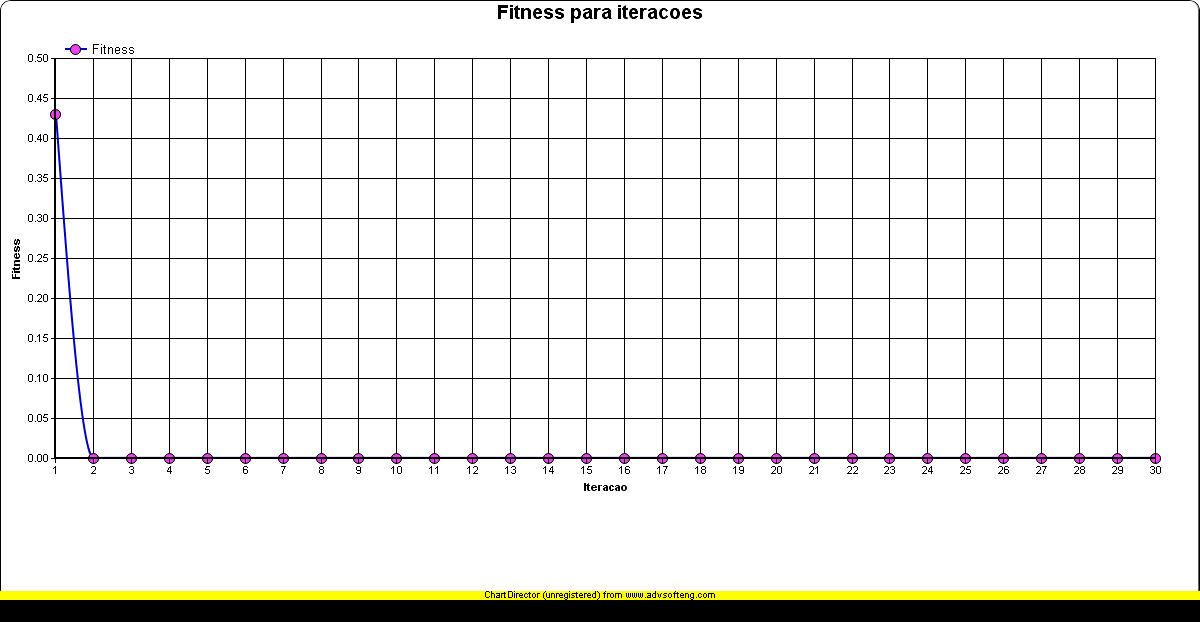 Fitness para iteracoes
Fitness
0.50
0.45
0.40
0.35
0.30
0.25
0.20
0.15
0.10
0.05
0.00
Fitness
1 2 3 4 5 6 7 8 9 10 11 12 13 14 15 16 17 18 19 20 21 22 23 24 25 26 27 28 29 30
Iteracao
ChartDirector (unregistered) from www.advsofteng.com